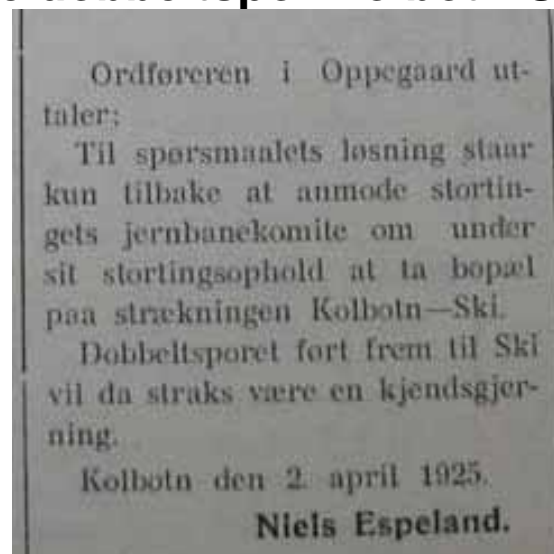 Ordføreren i Oppegaard ut-
taler:
Til spørsmaalets løsning staar
kun tilbake at anmode stortin-
gets jernbanekomite om under
sit stortingsophold at ta bopæl
paa strækningen Kolbotn—Ski.
Dobbeltsporet ført frem til Ski
vil da straks være en kjendsgjer-
ning.
Kolbotn den 2. april 1925.
Niels Espeland.